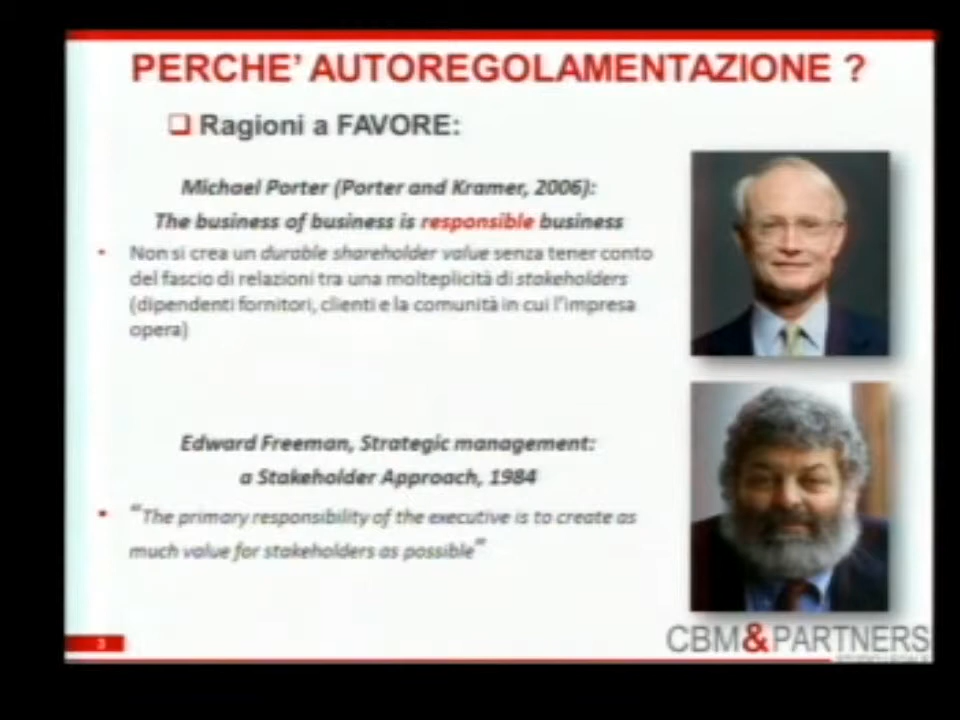 PERCHE' AUTOREGOLAMENTAZIONE ?
Ragioni a FAVORE:
Michael Porter (Porter and Kramer, 2006):
The business of business is responsible business
• Non si crea un durable shareholder value senza tener conto
del fascio di relazioni tra una molteplicità di stakeholders
(dipendenti fornitori, clienti e la comunità in cui l'impresa
opera)
Edward Freeman, Strategic management:
a Stakeholder Approach, 1984
• "The primary responsibility of the executive is to create as
much value for stakeholders as possible"
3
CBM&PARTNERS
STUDIO LEGALE